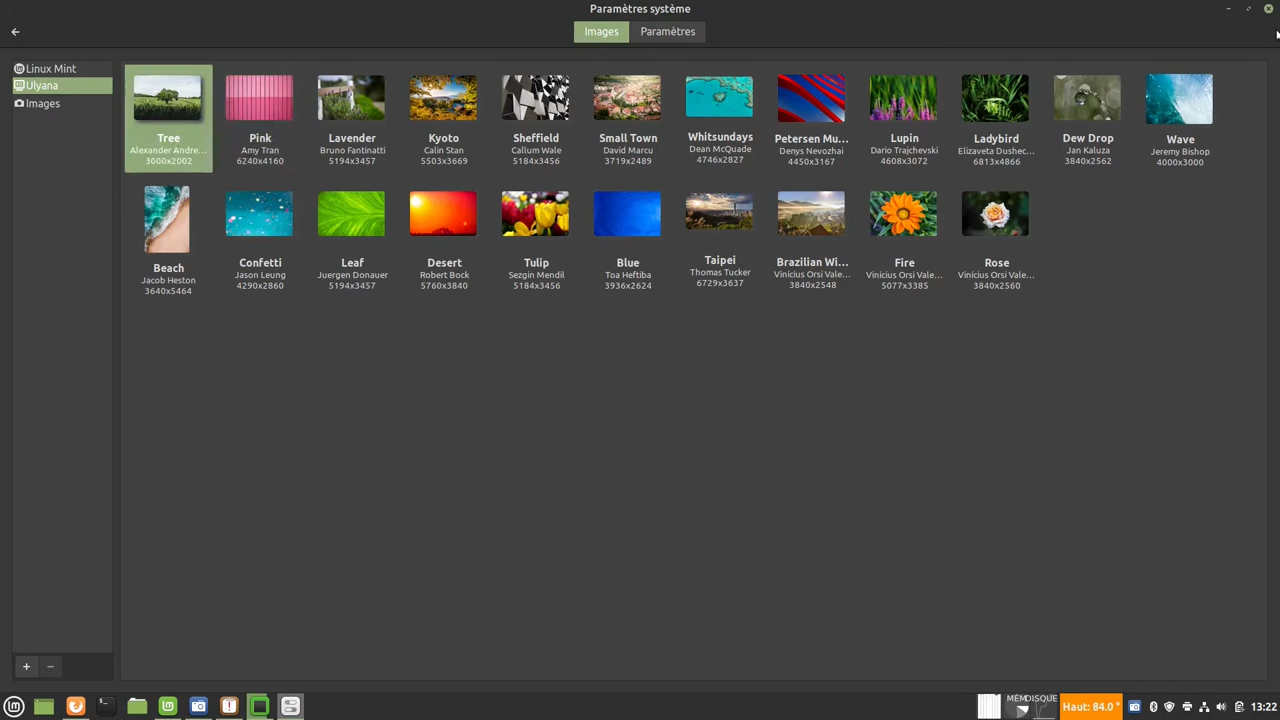 Paramètres système
Images Paramètres
Linux Mint
Ulyana
Images
Tree
Alexander Andre...
3000x2002
Pink
Amy Tran
6240x4160
Lavender
Bruno Fantinatti
5194x3457
Kyoto
Calin Stan
5503x3669
Sheffield
Callum Wale
5184x3456
Small Town
David Marcu
3719x2489
Whitsundays
Dean McQuade
4746x2827
Petersen Mu...
Denys Nevozhai
4450x3167
Lupin
Dario Trajchevski
4608x3072
Ladybird
Elizaveta Dushec...
6813x4866
Dew Drop
Jan Kaluza
3840x2562
Wave
Jeremy Bishop
4000x3000
Beach
Jacob Heston
3640x5464
Confetti
Jason Leung
4290x2860
Leaf
Juergen Donauer
5194x3457
Desert
Robert Bock
5760x3840
Tulip
Sezgin Mendil
5184x3456
Blue
Toa Heftiba
3936x2624
Taipei
Thomas Tucker
6729x3637
Brazilian Wi...
Vinícius Orsi Vale...
3840x2548
Fire
Vinícius Orsi Vale...
5077x3385
Rose
Vinícius Orsi Vale...
3840x2560
MÉMDISQUE
Haut: 84.0 °
13:22